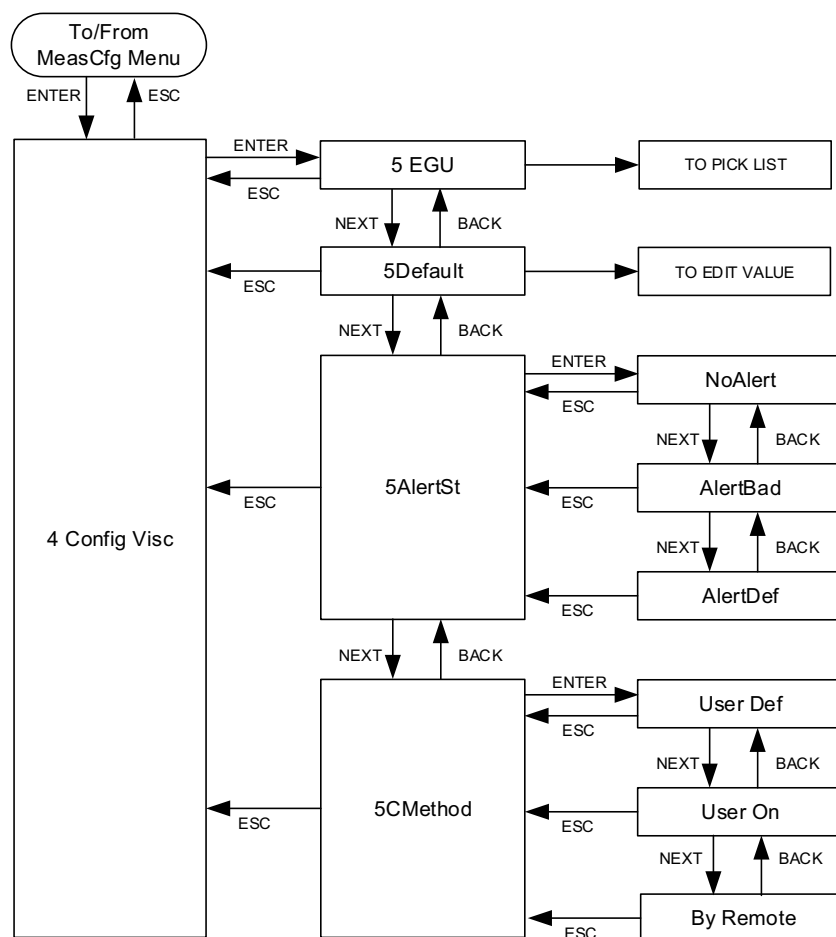 To/From
MeasCfg Menu
ENTER
ESC
ENTER
5 EGU
TO PICK LIST
ESC
NEXT
BACK
5Default
TO EDIT VALUE
ESC
NEXT
BACK
ENTER
NoAlert
ESC
NEXT
BACK
4 Config Visc
5AlertSt
AlertBad
ESC
ESC
NEXT
BACK
AlertDef
ESC
NEXT
BACK
ENTER
User Def
ESC
NEXT
BACK
5CMethod
User On
ESC
ESC
NEXT
BACK
By Remote
ESC